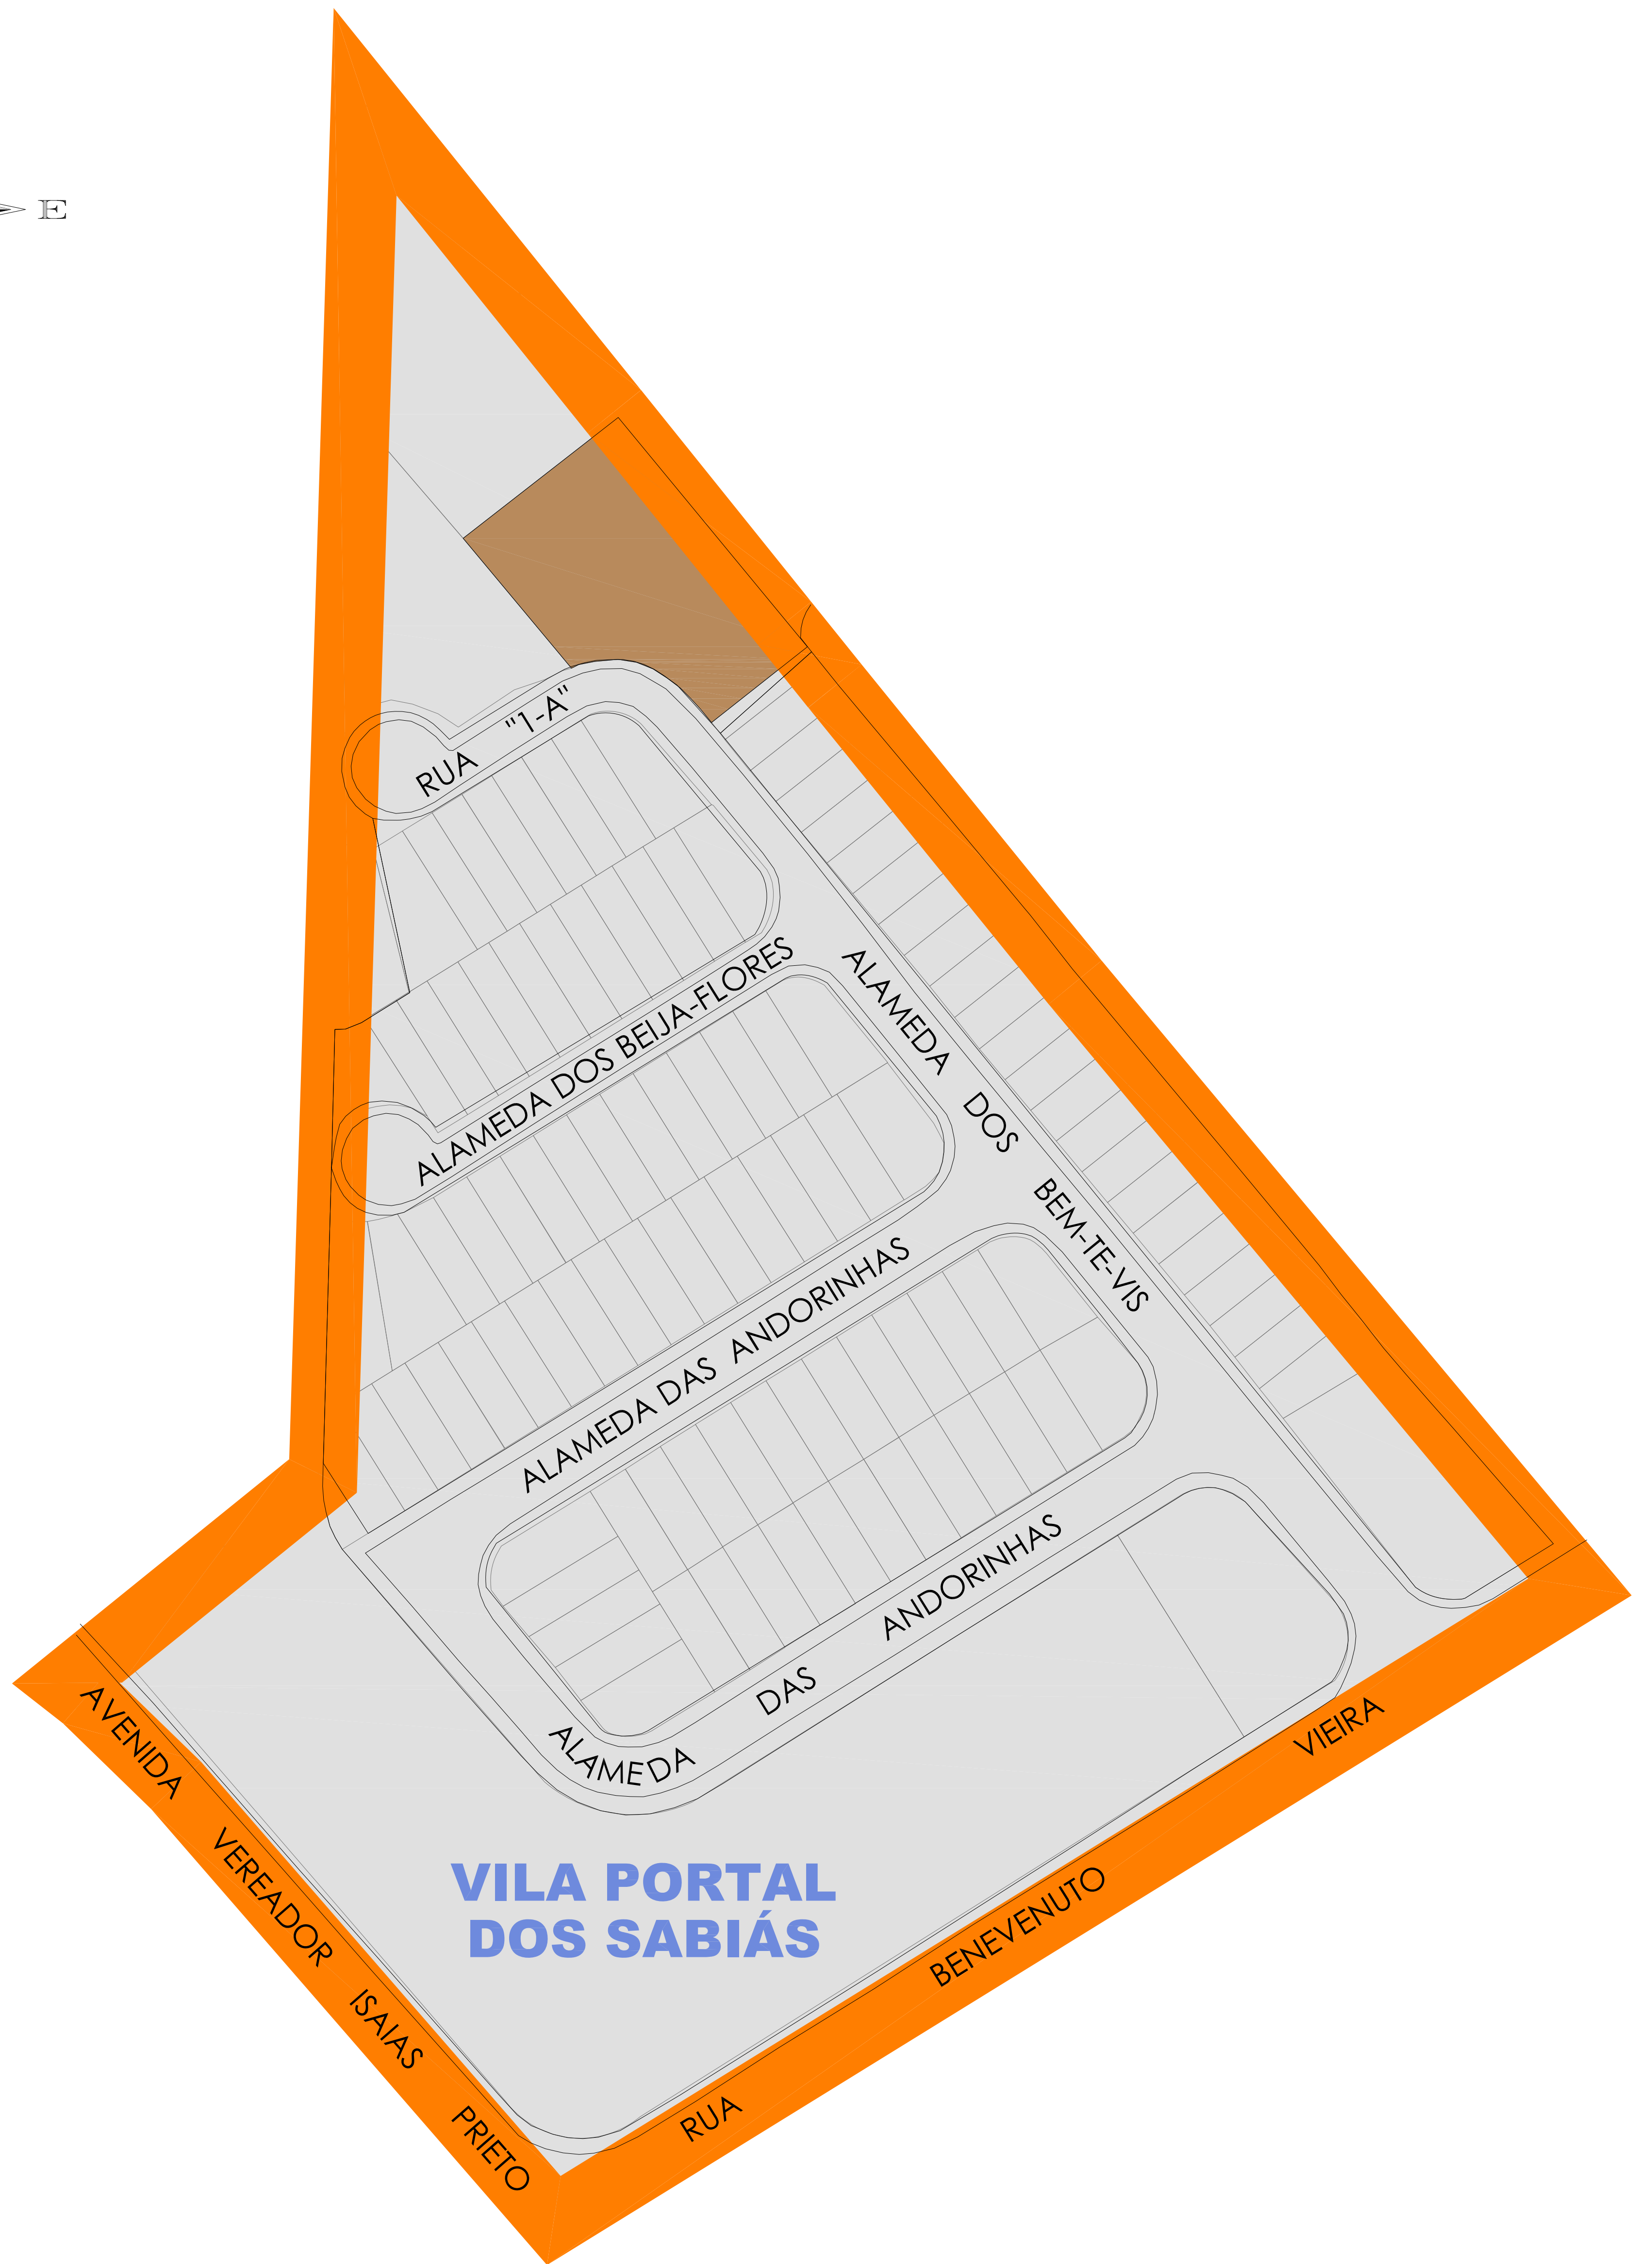 E
RUA "1-A"
ALAMEDA DOS BEIJA-FLORES
ALAMEDA DOS BEM-TE-VIS
ALAMEDA DAS ANDORINHAS
ALAMEDA DAS ANDORINHAS
AVENIDA VEREADOR ISAIAS PRIETO
VILA PORTAL
DOS SABIÁS
RUA BENEVENUTO VIEIRA